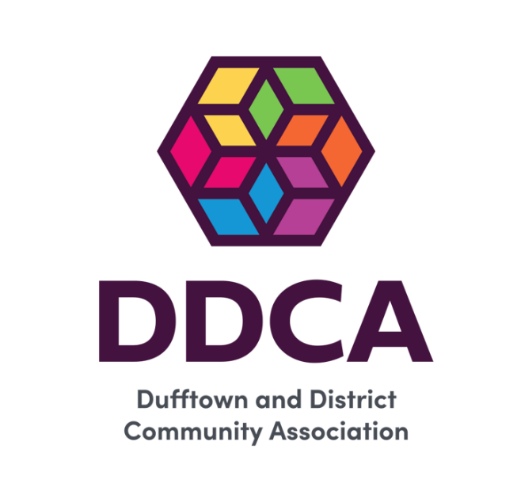 DDCA
Dufftown and District
Community Association